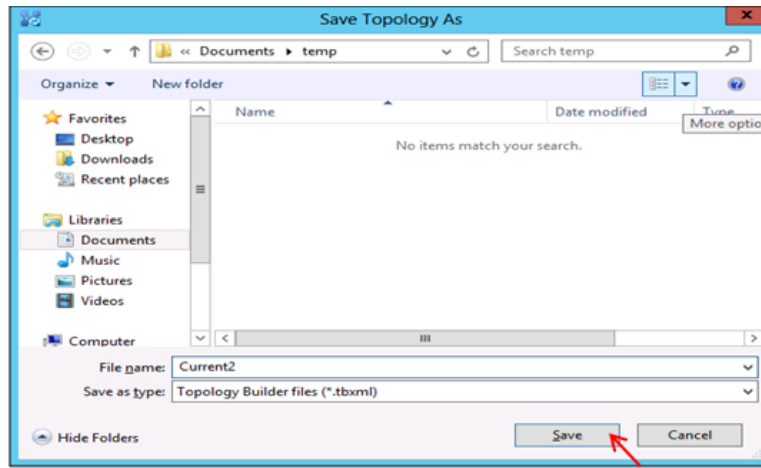 Save Topology As
« Documents temp
Search temp
Organize
New folder
Favorites
Desktop
Downloads
Recent places
Libraries
Documents
Music
Pictures
Videos
Computer
Name
Date modified
Type
More optio
No items match your search.
File name: Current2
Save as type: Topology Builder files (*.tbxml)
Hide Folders
Save
Cancel